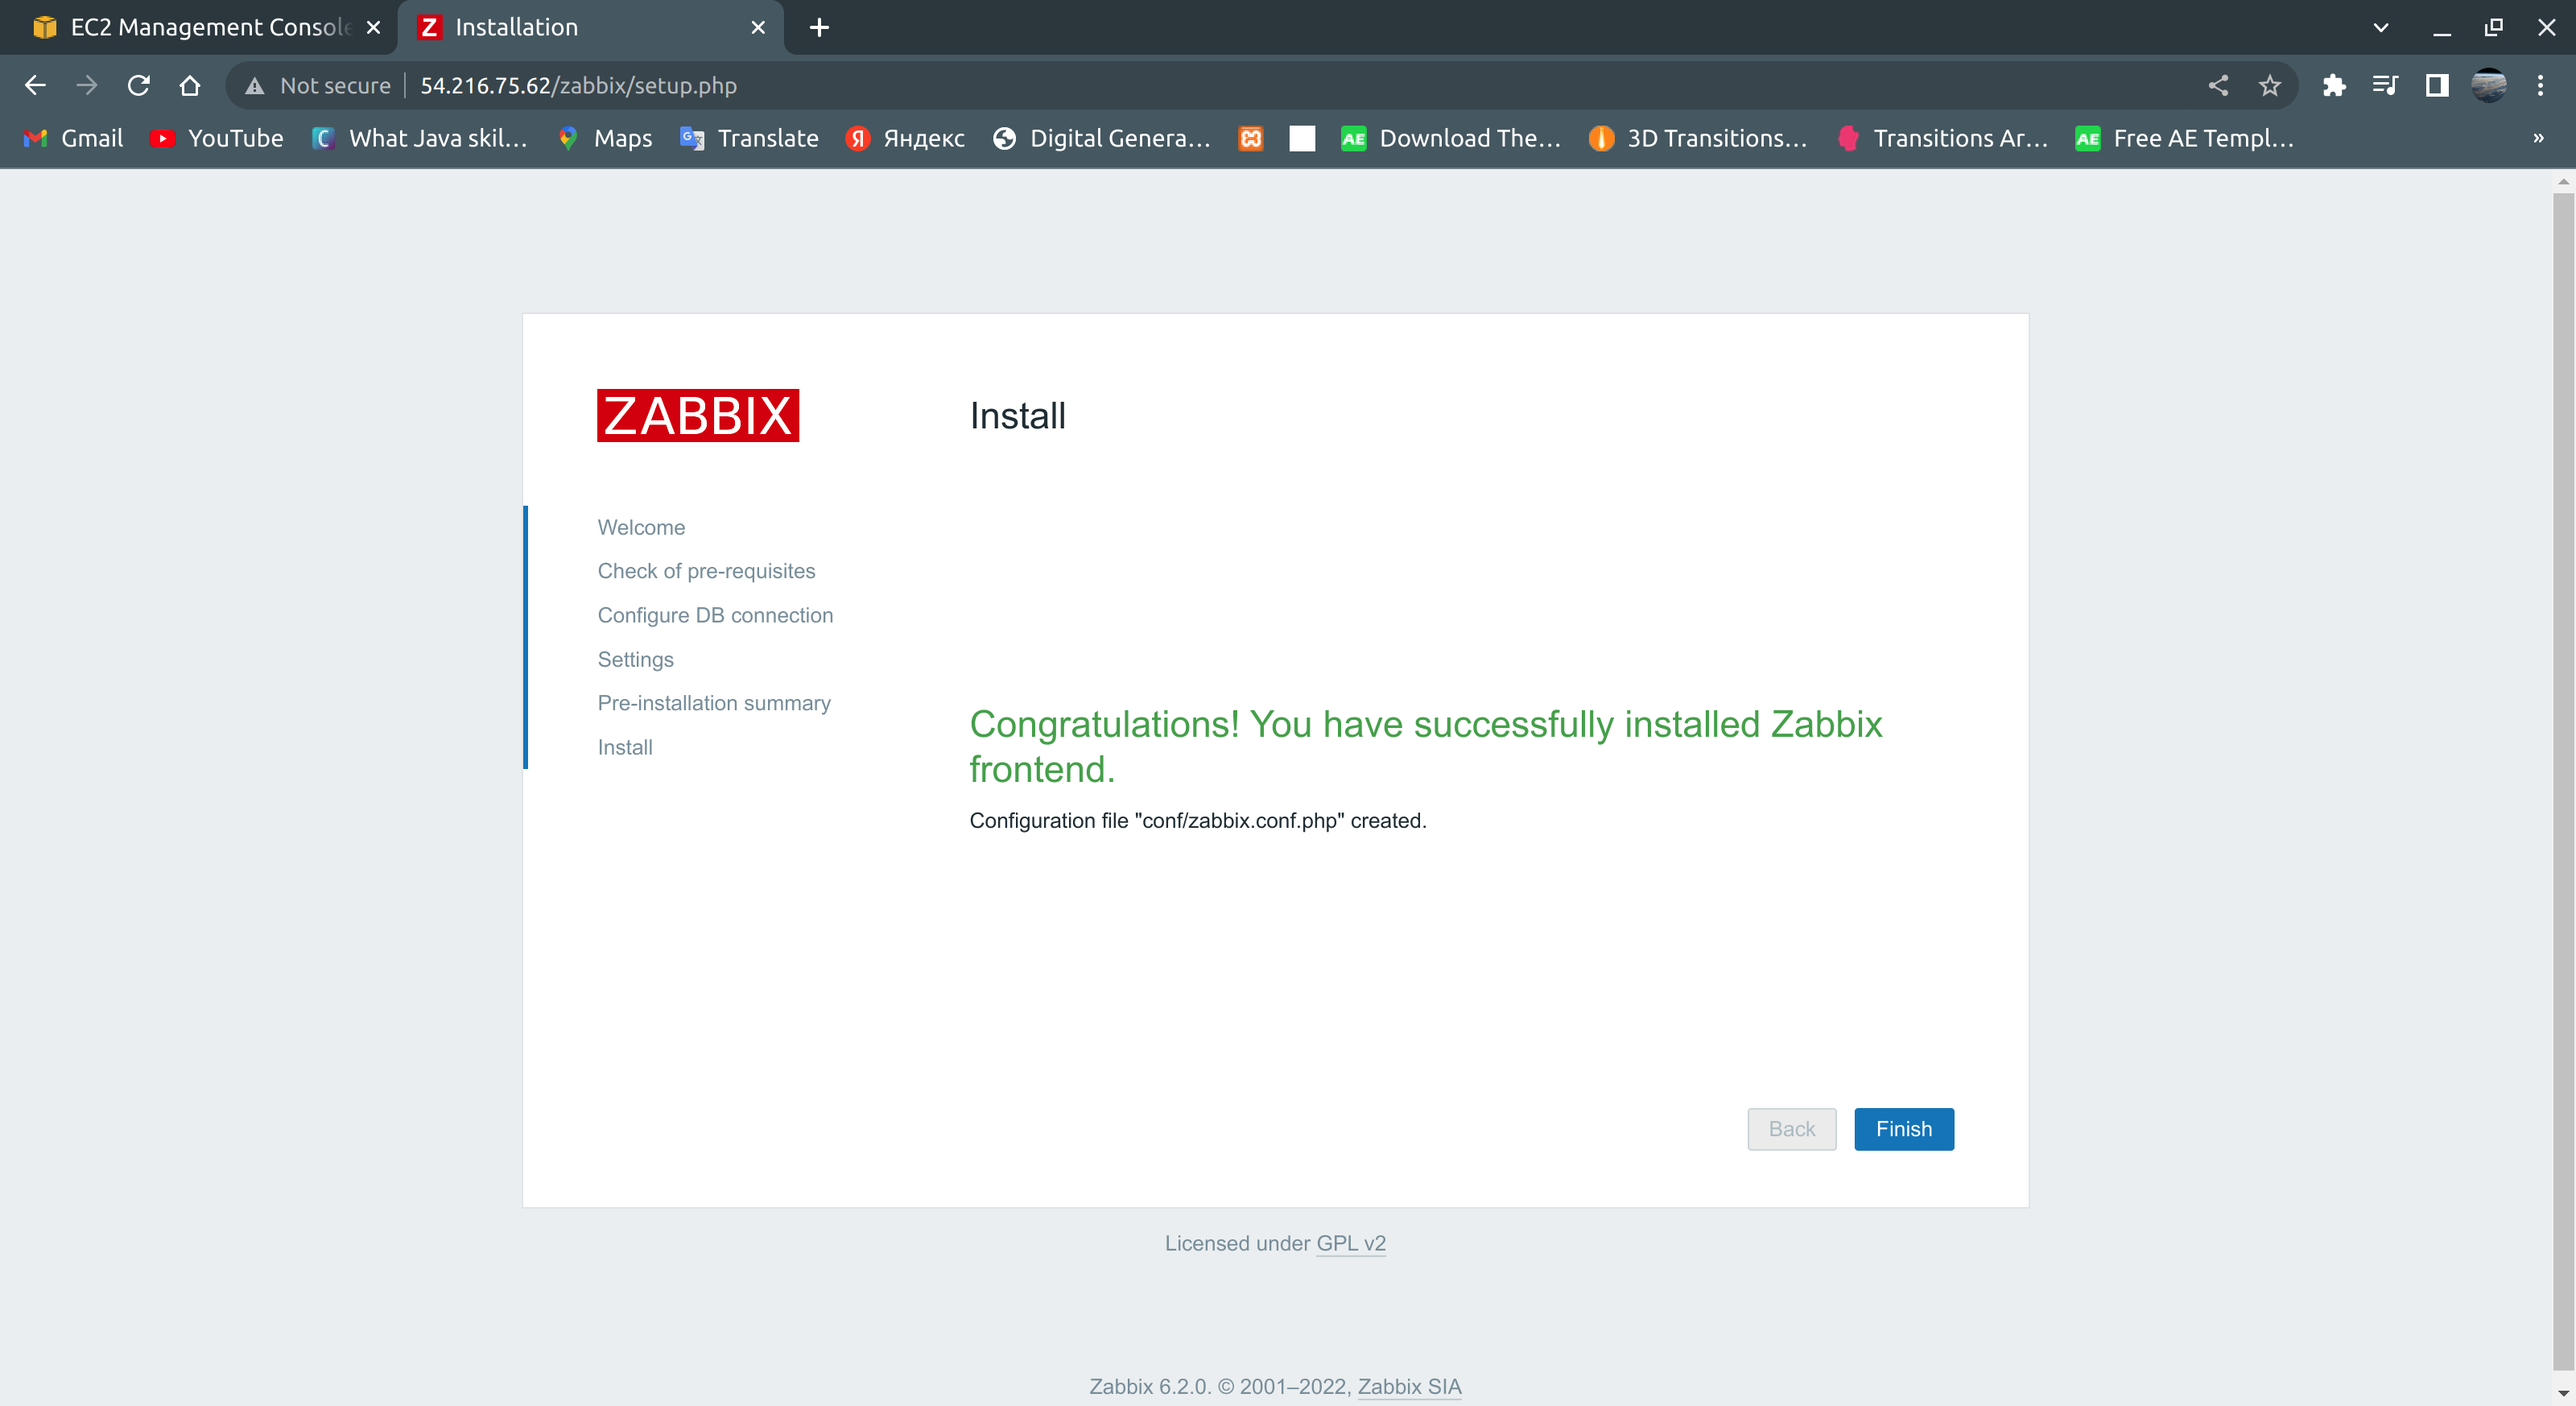 EC2 Management Console
Z Installation
Not secure 54.216.75.62/zabbix/setup.php
Gmail YouTube C What Java skil... Maps Translate Я Яндекс Digital Genera... AE Download The... 3D Transitions... Transitions Ar... AE Free AE Templ... »
ZABBIX
Install
Welcome
Check of pre-requisites
Configure DB connection
Settings
Pre-installation summary
Install
Congratulations! You have successfully installed Zabbix
frontend.
Configuration file "conf/zabbix.conf.php" created.
Back Finish
Licensed under GPL v2
Zabbix 6.2.0. © 2001–2022, Zabbix SIA